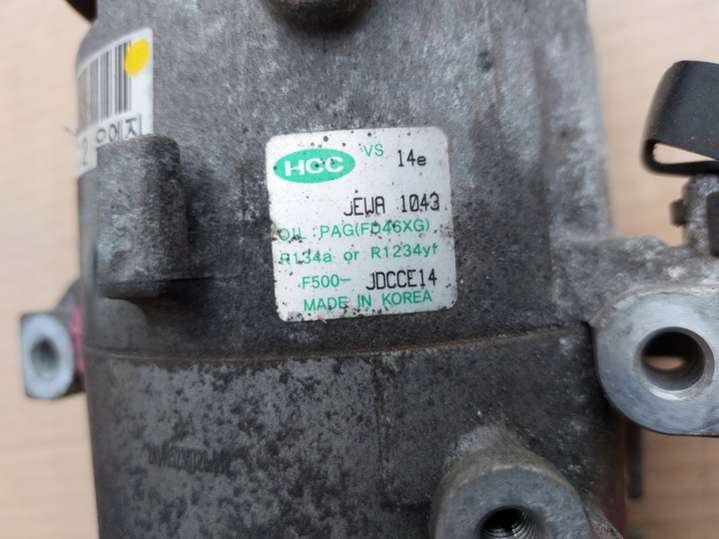 HCC VS 14e
JEWA 1043
OIL PAG(FD46XG)
R134a or R1234yf
F500- JDCCE14
MADE IN KOREA